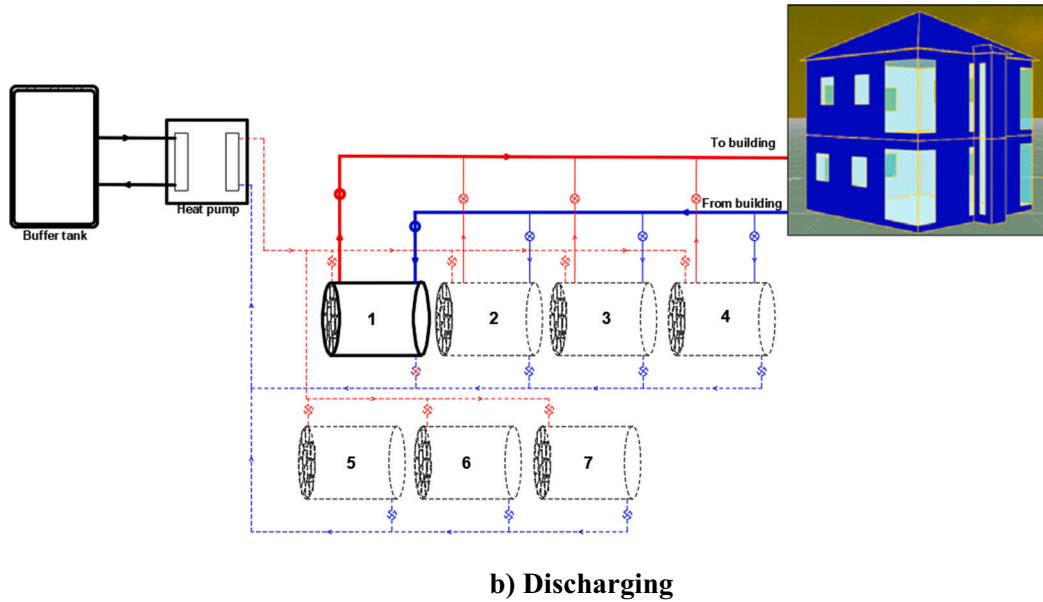 To building
From building
Heat pump
Buffer tank
1
2
3
4
5
6
7
b) Discharging